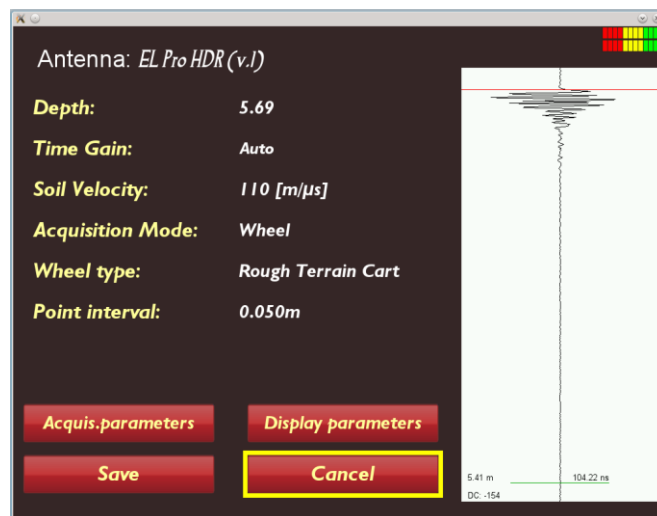 Antenna: EL Pro HDR (v.1)
Depth: 5.69
Time Gain: Auto
Soil Velocity: 110 [m/µs]
Acquisition Mode: Wheel
Wheel type: Rough Terrain Cart
Point interval: 0.050m
Acquis.parameters Display parameters
Save Cancel
5.41 m 104.22 ns
DC: -154